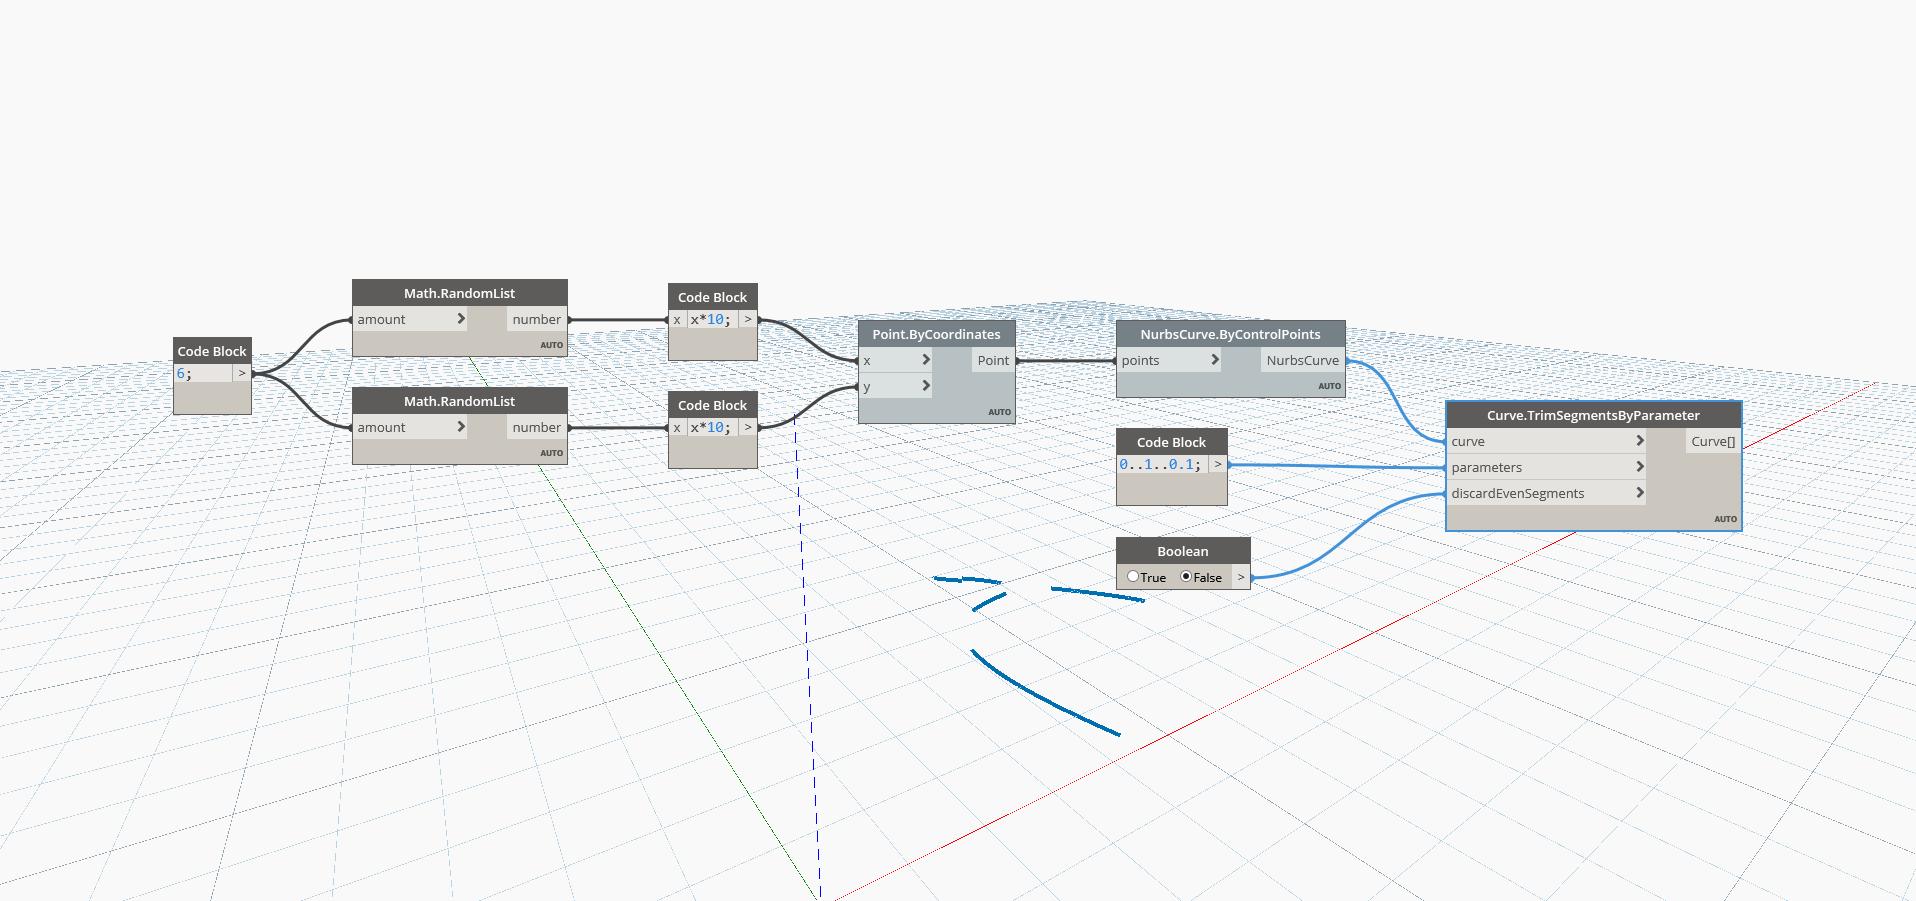 Code Block
6; >
Math.RandomList
amount > number
AUTO
Math.RandomList
amount > number
AUTO
Code Block
x x*10; >
Code Block
x x*10; >
Point.ByCoordinates
x > Point
y >
AUTO
NurbsCurve.ByControlPoints
points > NurbsCurve
AUTO
Code Block
0..1..0.1; >
Boolean
True False >
Curve.TrimSegmentsByParameter
curve > Curve[]
parameters >
discardEvenSegments >
AUTO